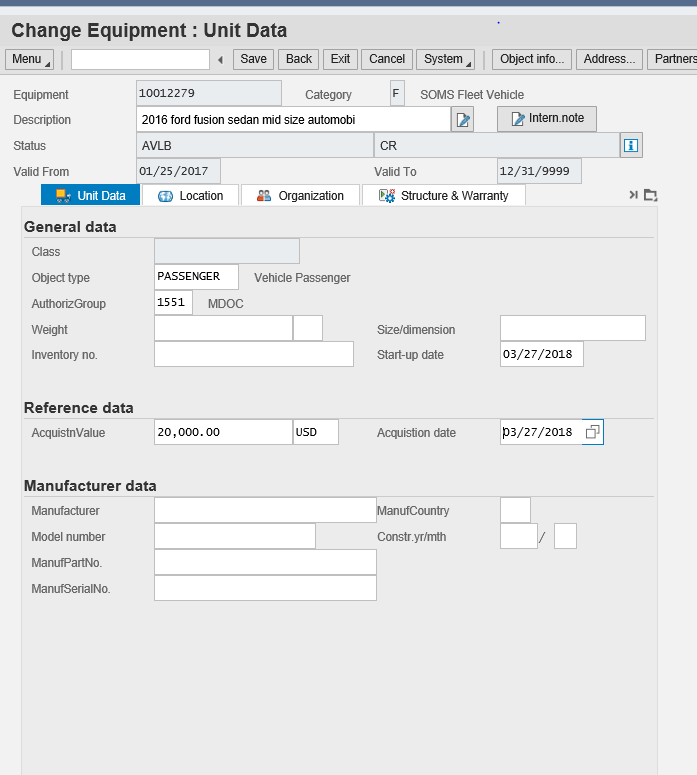 Change Equipment : Unit Data
Menu Save Back Exit Cancel System Object info... Address... Partners
Equipment 10012279 Category F SOMS Fleet Vehicle
Description 2016 ford fusion sedan mid size automobi Intern.note
Status AVLB CR
Valid From 01/25/2017 Valid To 12/31/9999
Unit Data Location Organization Structure & Warranty
General data
Class
Object type PASSENGER Vehicle Passenger
AuthorizGroup 1551 MDOC
Weight Size/dimension
Inventory no. Start-up date 03/27/2018
Reference data
AcquistnValue 20,000.00 USD Acquistion date 03/27/2018
Manufacturer data
Manufacturer ManufCountry
Model number Constr.yr/mth /
ManufPartNo.
ManufSerialNo.